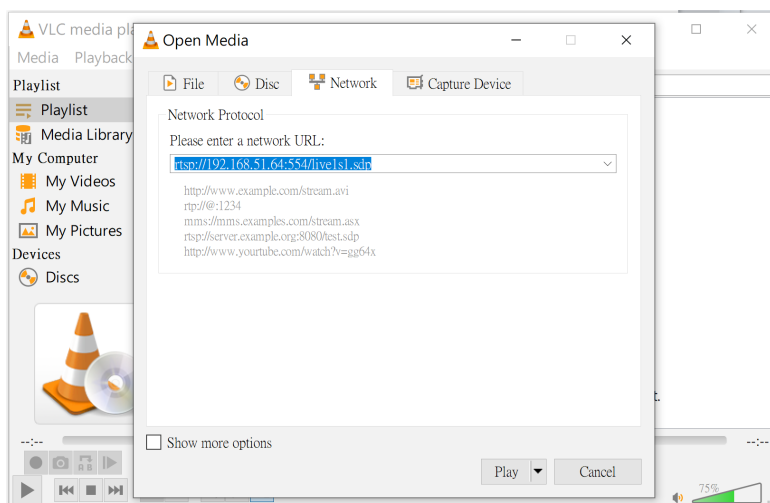 VLC media pla
Media Playback
Playlist
Playlist
Media Library
My Computer
My Videos
My Music
My Pictures
Devices
Discs
--:--
Open Media
File Disc Network Capture Device
Network Protocol
Please enter a network URL:
rtsp://192.168.51.64:554/live1s1.sdp
http://www.example.com/stream.avi
rtp://@:1234
mms://mms.examples.com/stream.asx
rtsp://server.example.org:8080/test.sdp
http://www.yourtube.com/watch?v=gg64x
Show more options
Play Cancel
t.
--:--
75%